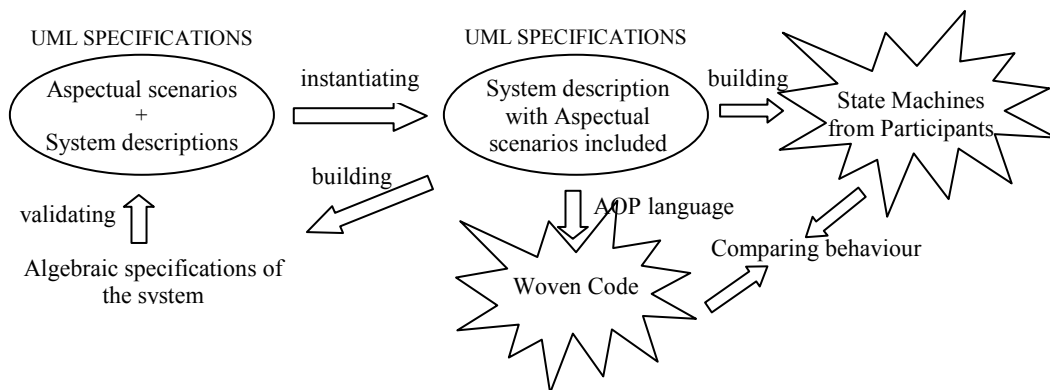 UML SPECIFICATIONS
Aspectual scenarios
+
System descriptions
instantiating
UML SPECIFICATIONS
System description
with Aspectual
scenarios included
building
State Machines
from Participants
building
validating
Algebraic specifications of
the system
AOP language
Woven Code
Comparing behaviour